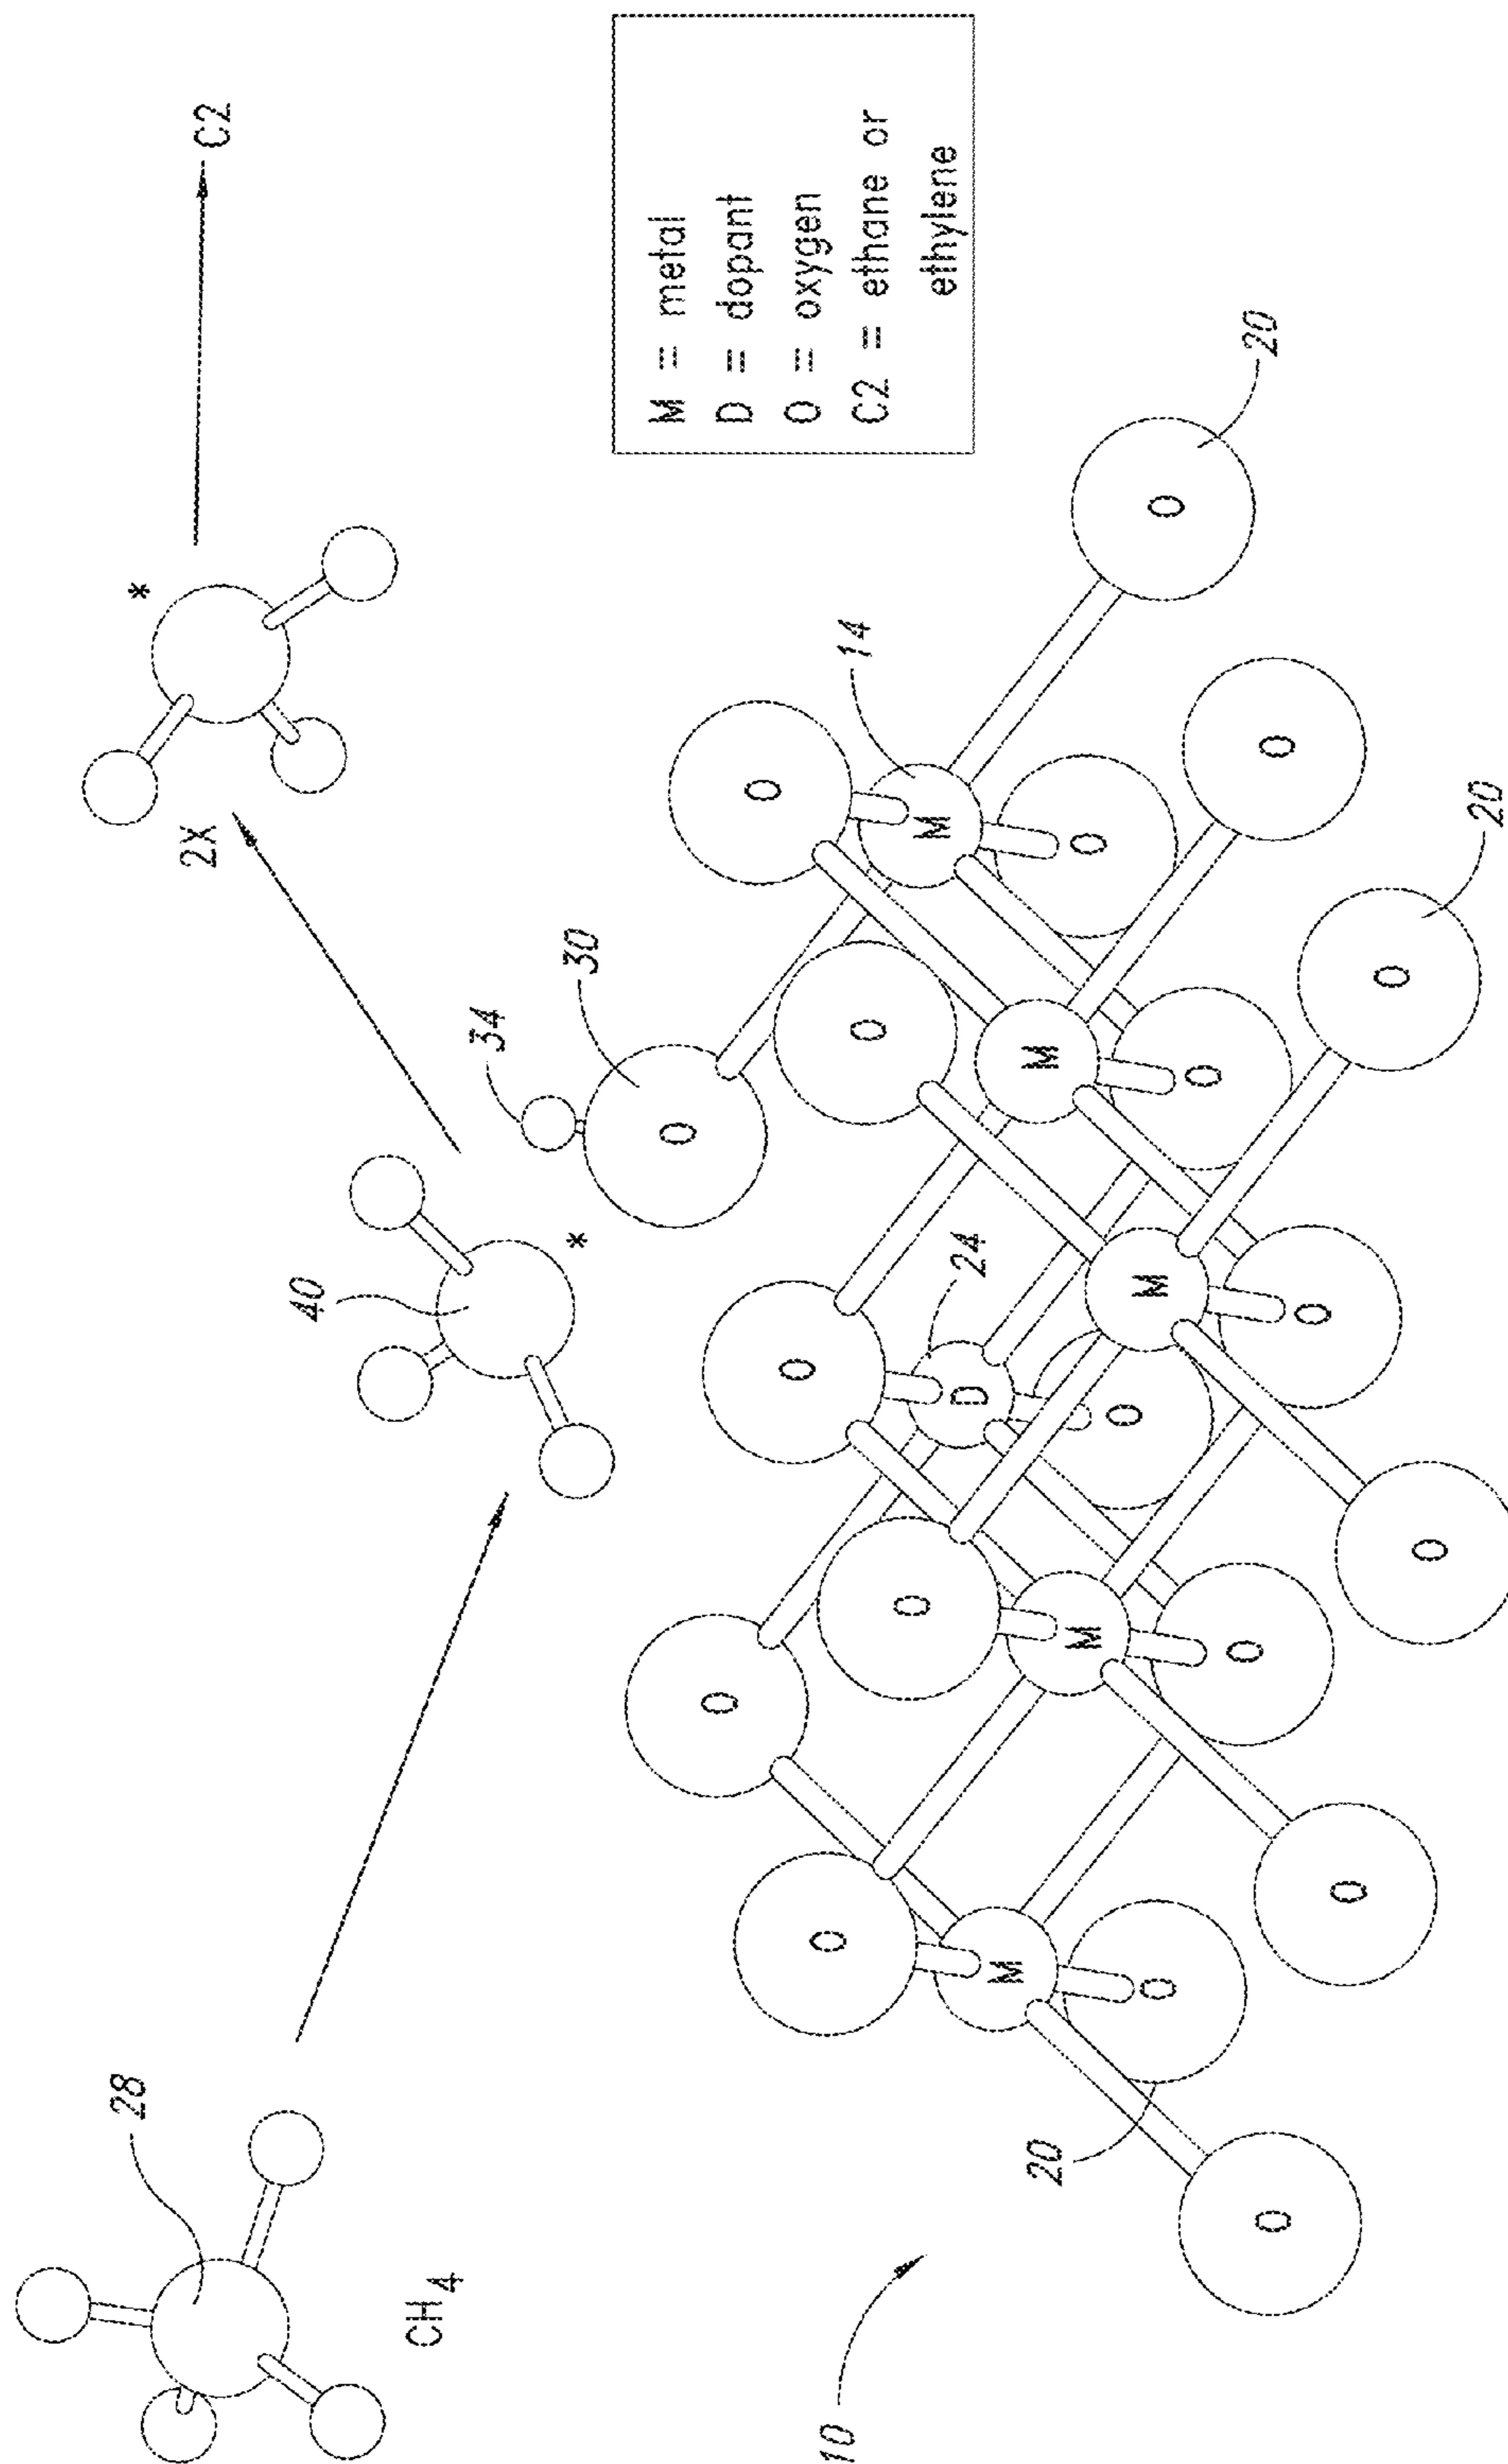 28
*
2X
C2
40
CH₄
34
*
30
M = metal
D = dopant
O = oxygen
C2 = ethane or
ethylene
O
O
O
O
O
10
14
O
O
M
D
24
M
M
20
M
O
O
M
O
O
O
O
20
O
O
O
O
O
O
20